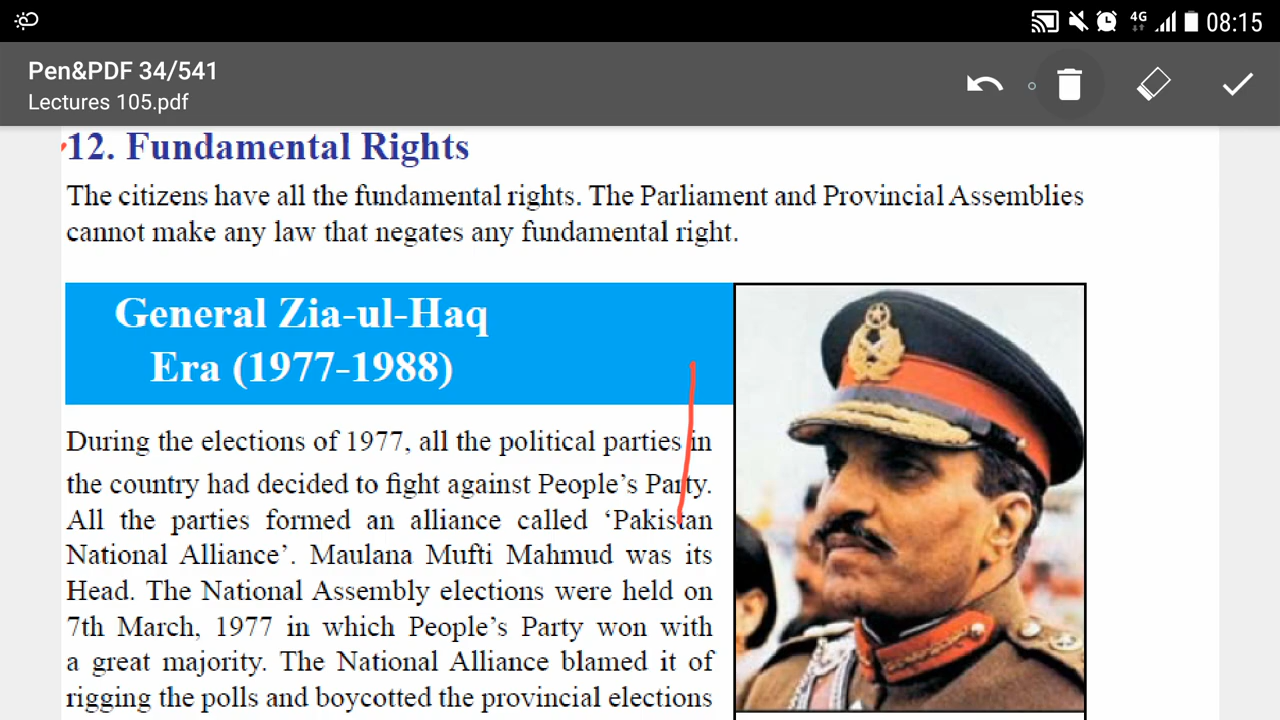 4G 08:15
Pen&PDF 34/541
Lectures 105.pdf
12. Fundamental Rights
The citizens have all the fundamental rights. The Parliament and Provincial Assemblies
cannot make any law that negates any fundamental right.
General Zia-ul-Haq
Era (1977-1988)
During the elections of 1977, all the political parties in
the country had decided to fight against People’s Party.
All the parties formed an alliance called ‘Pakistan
National Alliance’. Maulana Mufti Mahmud was its
Head. The National Assembly elections were held on
7th March, 1977 in which People’s Party won with
a great majority. The National Alliance blamed it of
rigging the polls and boycotted the provincial elections